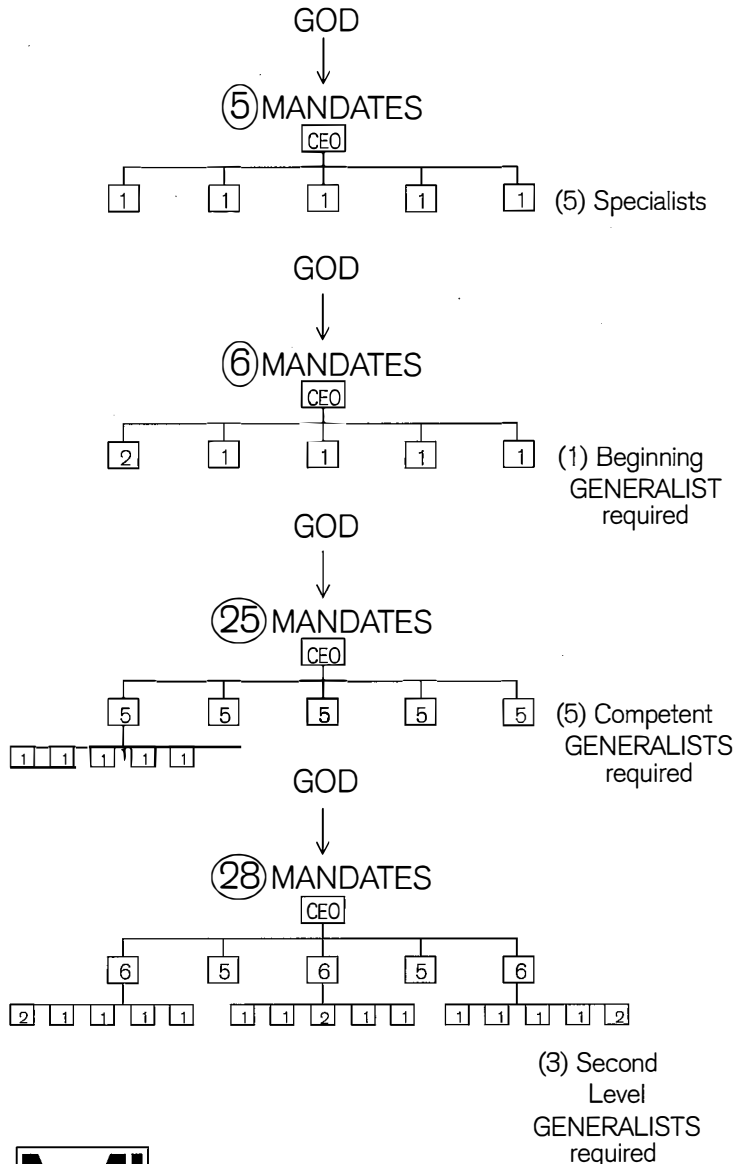 GOD
5 MANDATES
CEO
1 1 1 1 1 (5) Specialists
GOD
6 MANDATES
CEO
2 1 1 1 1 (1) Beginning
GENERALIST
required
GOD
25 MANDATES
CEO
5 5 5 5 5 (5) Competent
GENERALISTS
required
1 1 1 1 1
GOD
28 MANDATES
CEO
6 5 6 5 6
2 1 1 1 1 1 1 2 1 1 1 1 1 1 2
(3) Second
Level
GENERALISTS
required